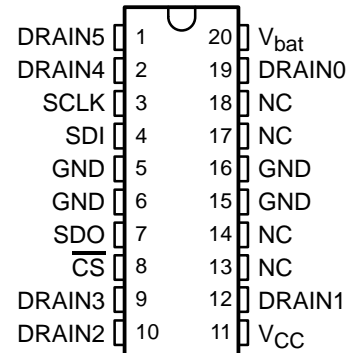 DRAIN5 1 20 Vbat
DRAIN4 2 19 DRAIN0
SCLK 3 18 NC
SDI 4 17 NC
GND 5 16 GND
GND 6 15 GND
SDO 7 14 NC
C̅S̅ 8 13 NC
DRAIN3 9 12 DRAIN1
DRAIN2 10 11 VCC